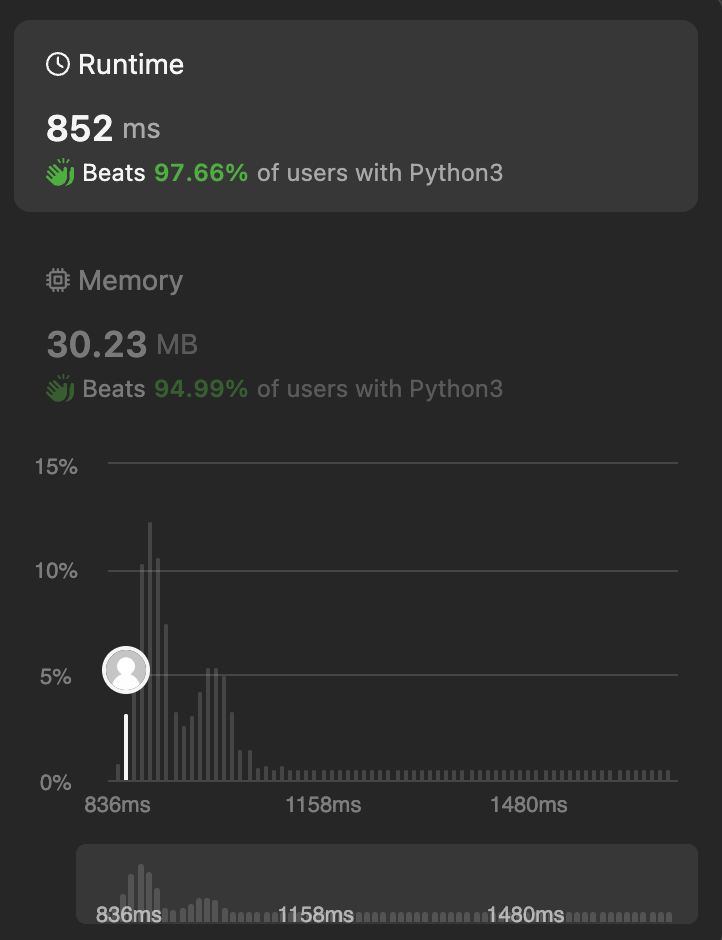 Runtime
852 ms
Beats 97.66% of users with Python3
Memory
30.23 MB
Beats 94.99% of users with Python3
15%
10%
5%
0%
836ms 1158ms 1480ms
836ms 1158ms 1480ms